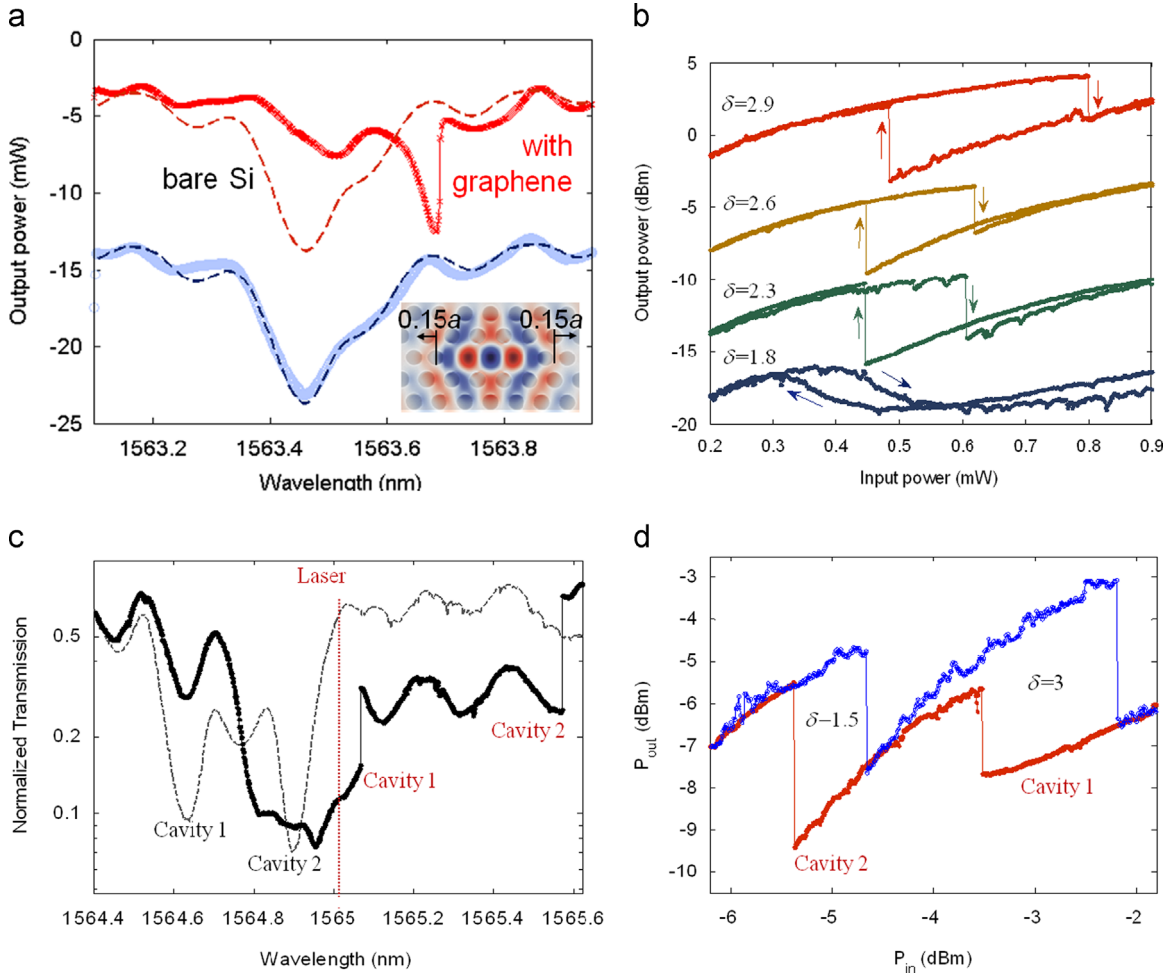 a
0
-5
-10
-15
-20
-25
Output power (mW)
bare Si
with
graphene
0.15a
0.15a
1563.2
1563.4
1563.6
1563.8
Wavelength (nm)
b
5
0
-5
-10
-15
-20
Output power (dBm)
δ=2.9
δ=2.6
δ=2.3
δ=1.8
0.2
0.3
0.4
0.5
0.6
0.7
0.8
0.9
Input power (mW)
c
Normalized Transmission
0.5
0.2
0.1
Laser
Cavity 1
Cavity 2
Cavity 1
Cavity 2
1564.4
1564.6
1564.8
1565
1565.2
1565.4
1565.6
Wavelength (nm)
d
-3
-4
-5
-6
-7
-8
-9
-10
Pout (dBm)
δ=3
δ−1.5
Cavity 1
Cavity 2
-6
-5
-4
-3
-2
Pin (dBm)